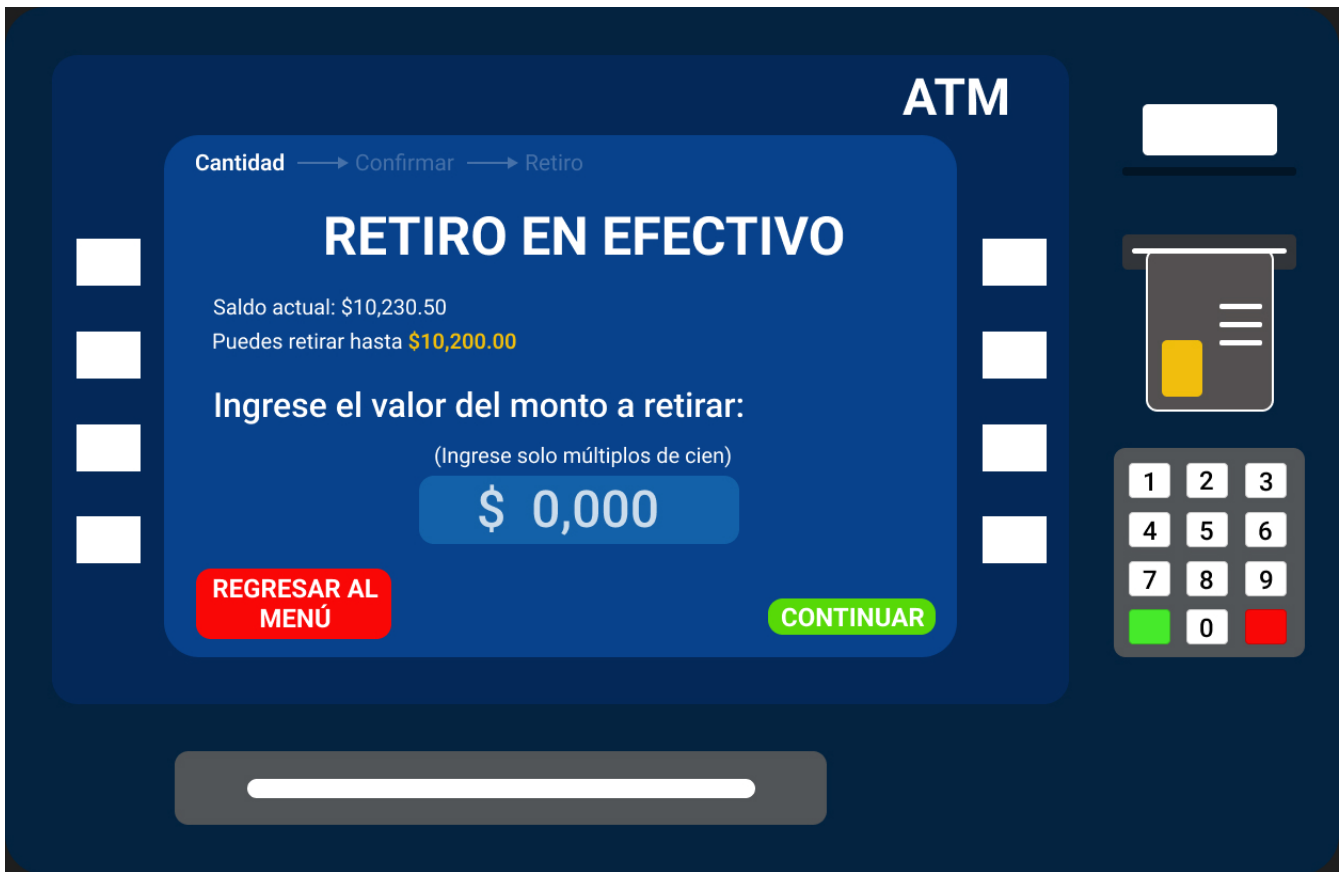 ATM
Cantidad Confirmar Retiro
RETIRO EN EFECTIVO
Saldo actual: $10,230.50
Puedes retirar hasta $10,200.00
Ingrese el valor del monto a retirar:
(Ingrese solo múltiplos de cien)
$ 0,000
REGRESAR AL
MENÚ
CONTINUAR
1 2 3
4 5 6
7 8 9
0